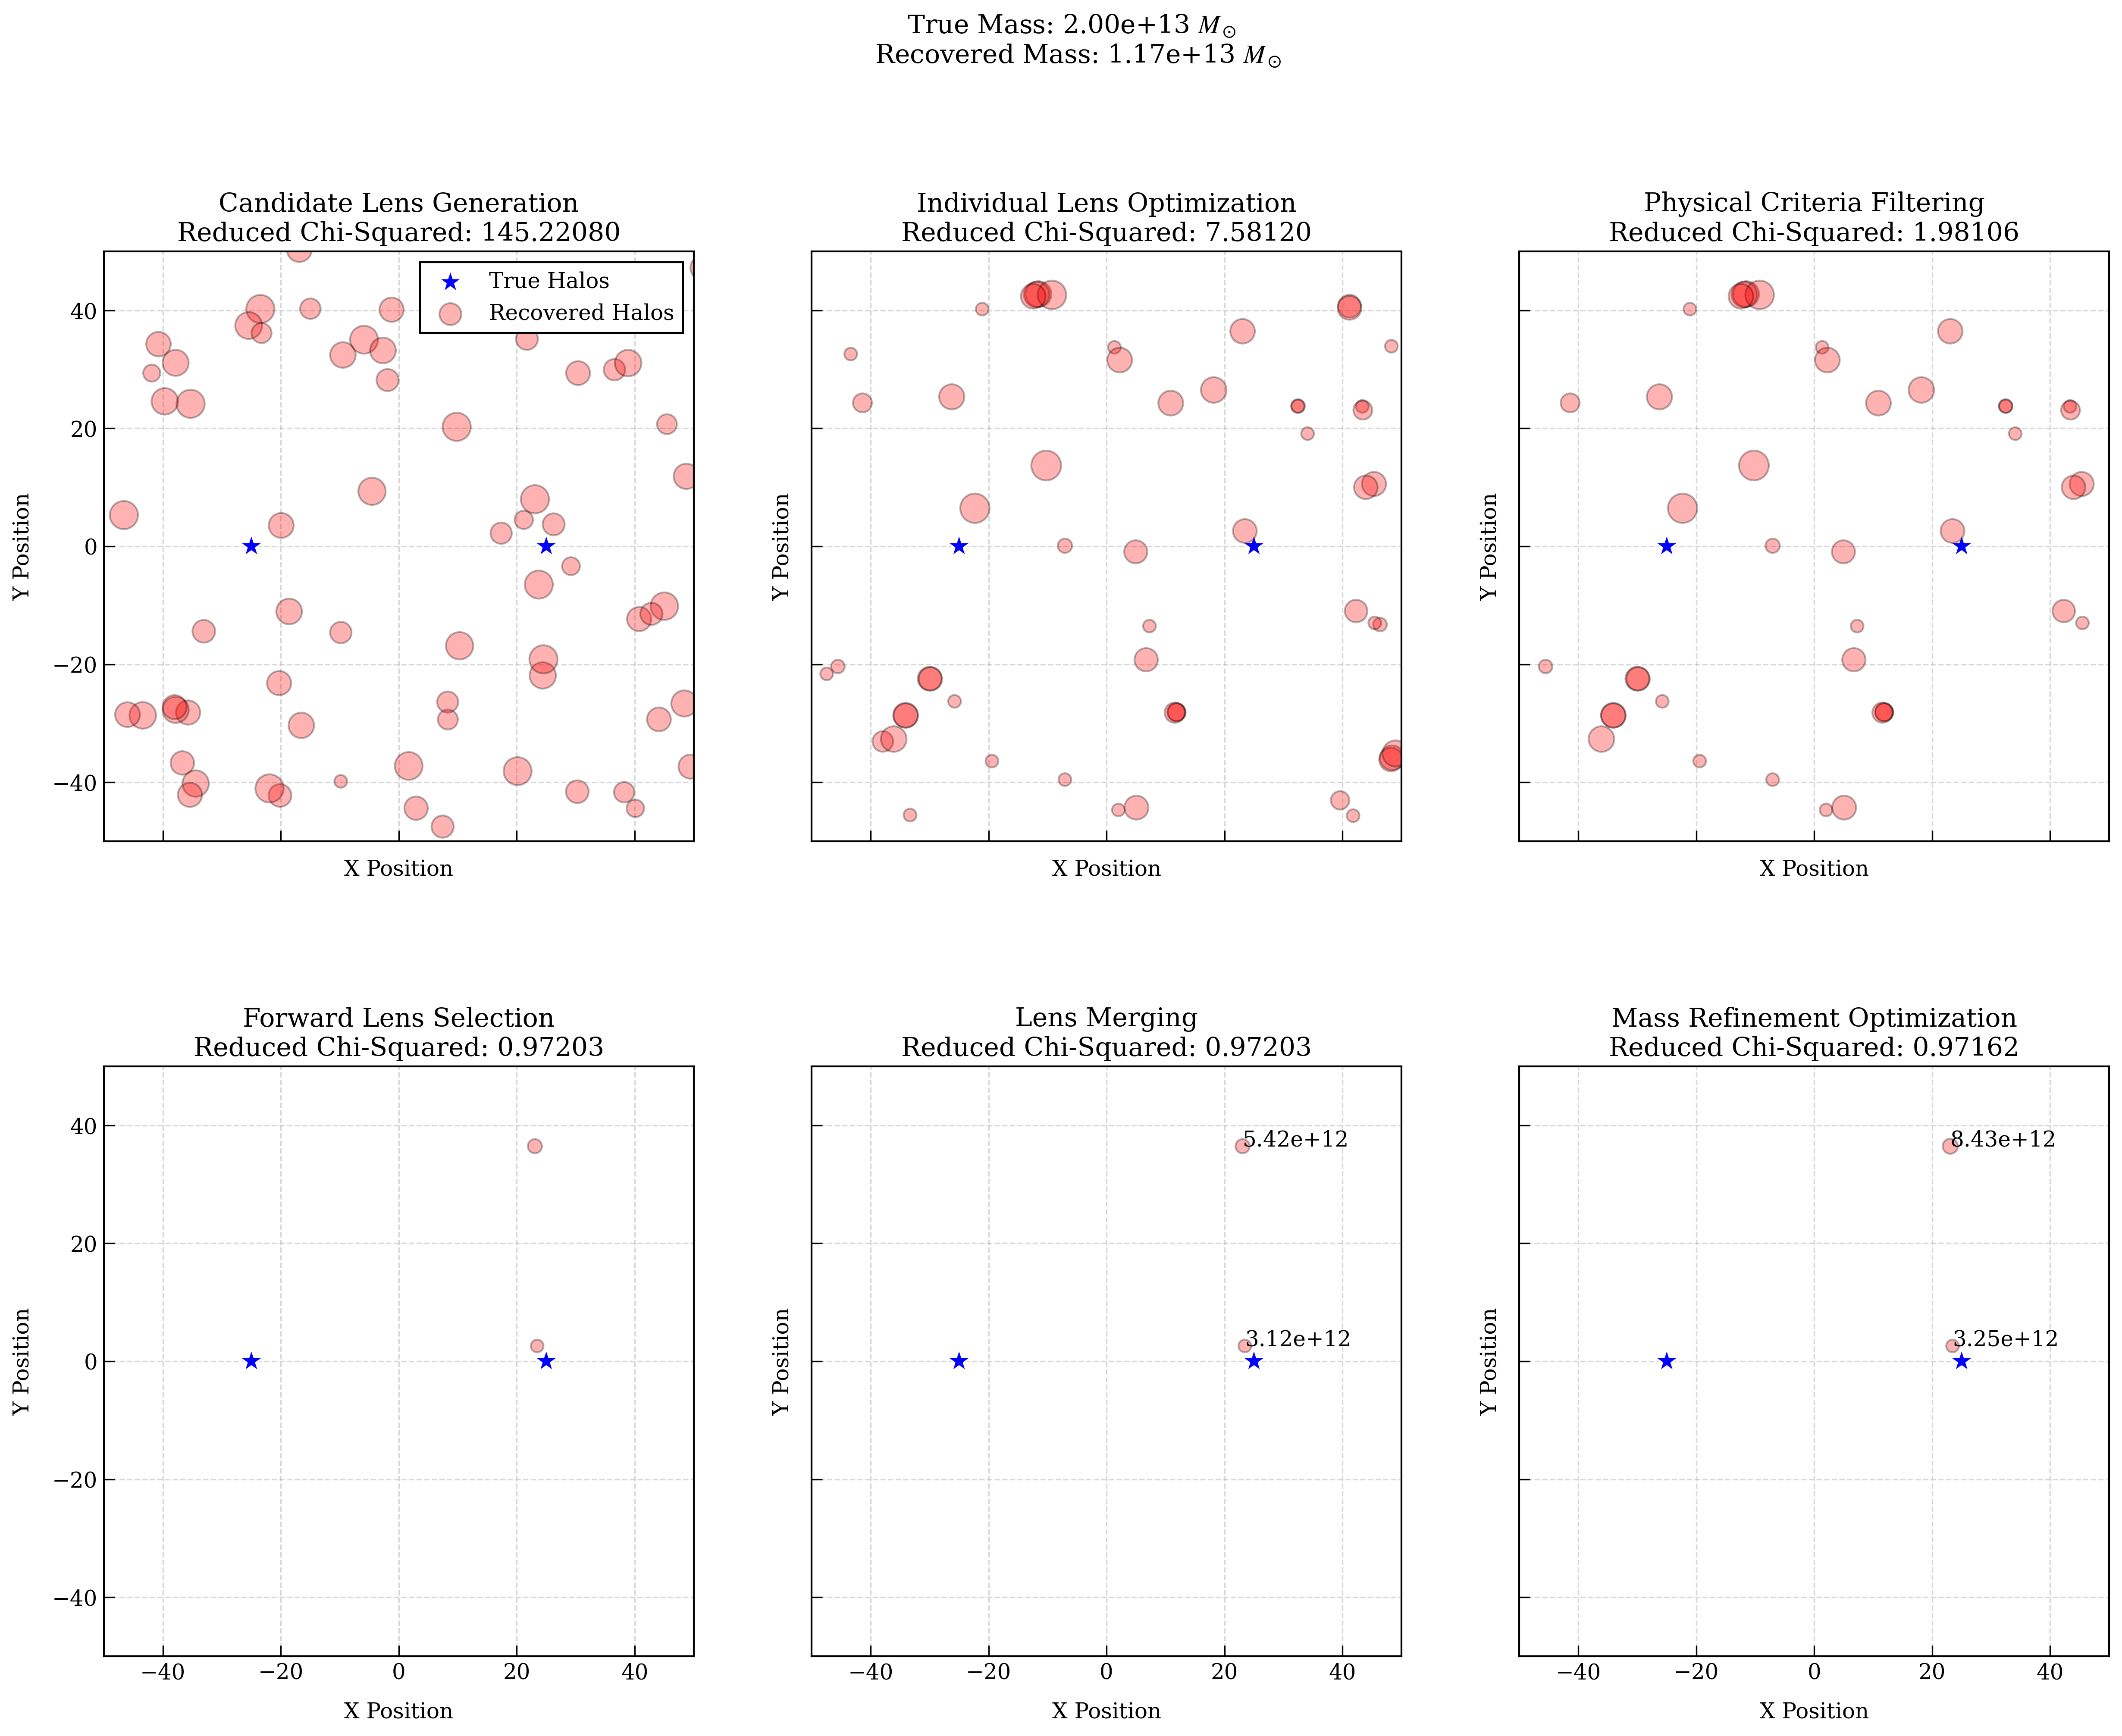 True Mass: 2.00e+13 M⊙
Recovered Mass: 1.17e+13 M⊙
Candidate Lens Generation
Reduced Chi-Squared: 145.22080
True Halos
Recovered Halos
40
20
0
−20
−40
Y Position
X Position
Individual Lens Optimization
Reduced Chi-Squared: 7.58120
Y Position
X Position
Physical Criteria Filtering
Reduced Chi-Squared: 1.98106
Y Position
X Position
Forward Lens Selection
Reduced Chi-Squared: 0.97203
40
20
0
−20
−40
Y Position
−40 −20 0 20 40
X Position
Lens Merging
Reduced Chi-Squared: 0.97203
5.42e+12
3.12e+12
Y Position
−40 −20 0 20 40
X Position
Mass Refinement Optimization
Reduced Chi-Squared: 0.97162
8.43e+12
3.25e+12
Y Position
−40 −20 0 20 40
X Position